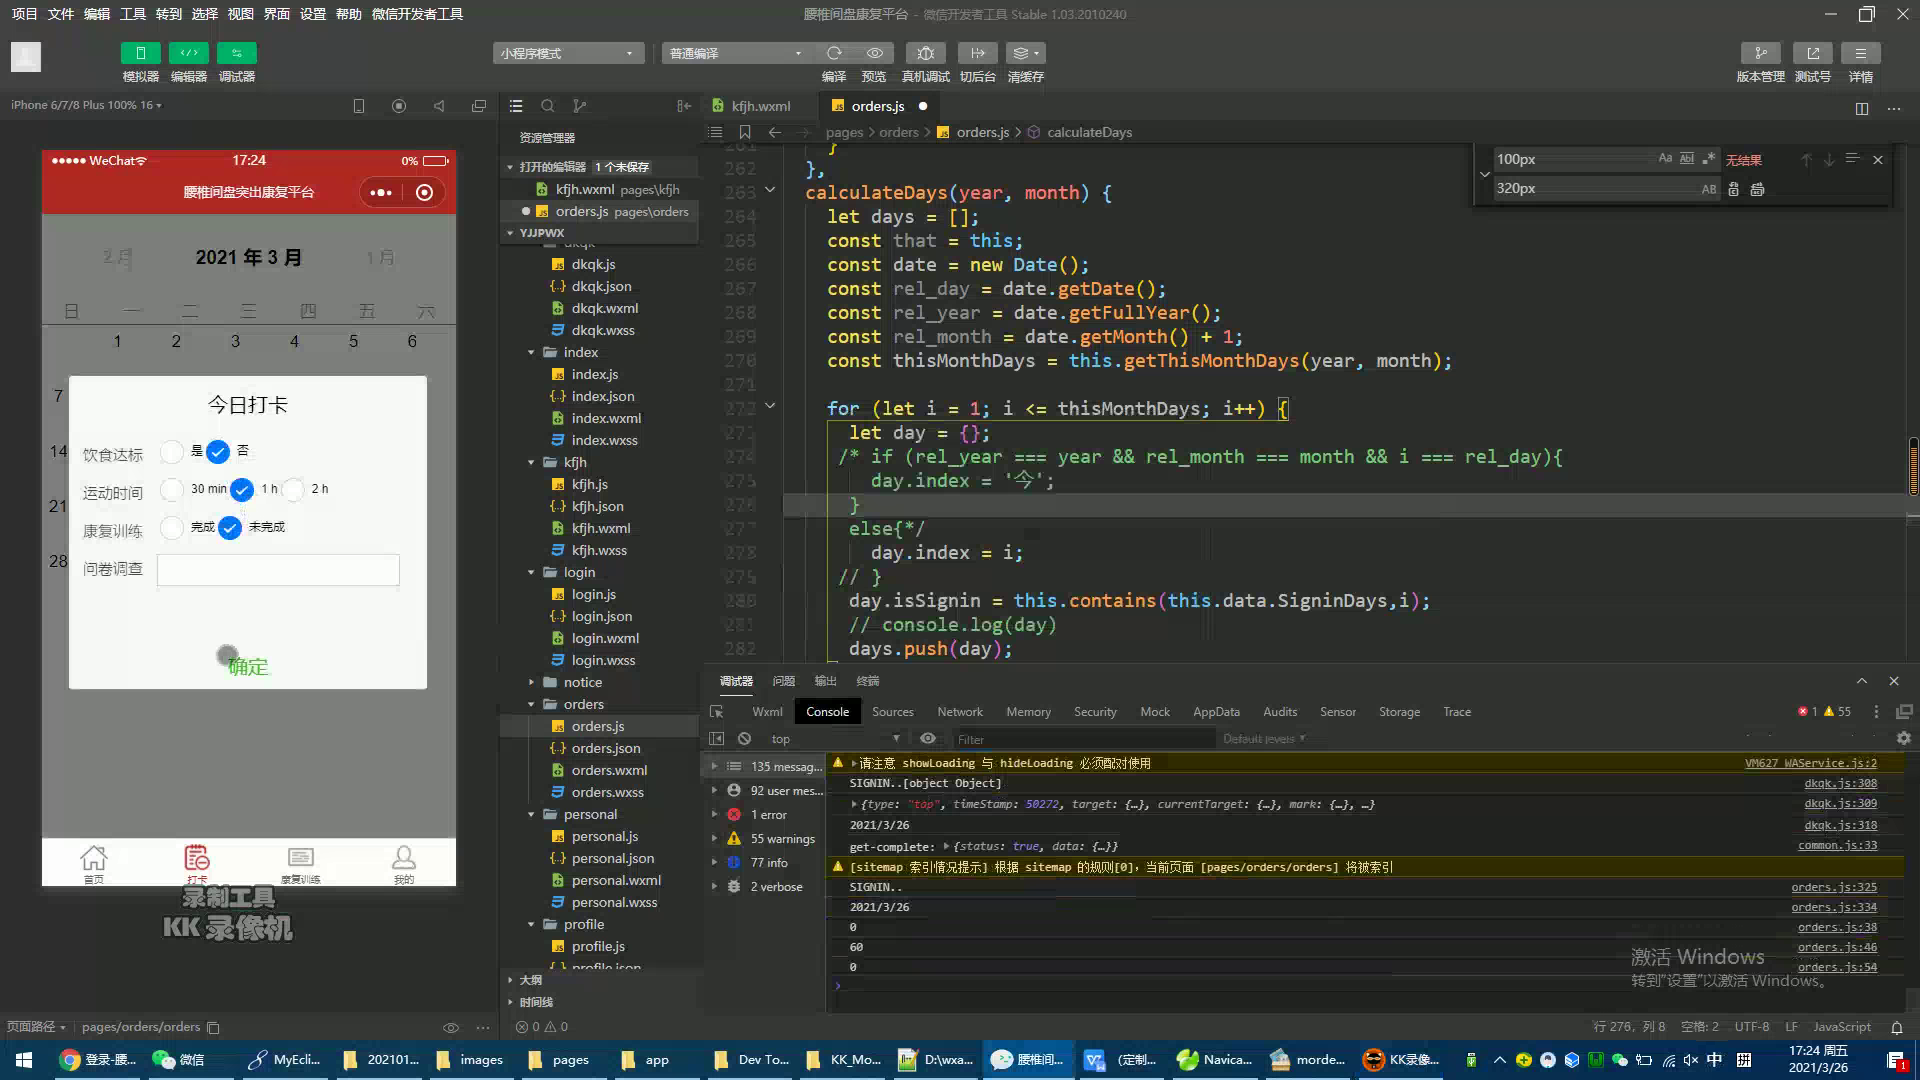 项目 文件 编辑 工具 转到 选择 视图 界面 设置 帮助 微信开发者工具
腰椎间盘康复平台 - 微信开发者工具 Stable 1.03.2010240
小程序模式
普通编译
模拟器 编辑器 调试器
编译 预览 真机调试 切后台 清缓存
版本管理 测试号 详情
iPhone 6/7/8 Plus 100% 16
WeChat
17:24
0%
腰椎间盘突出康复平台
2月
2021 年 3 月
1月
日 一 二 三 四 五 六
1 2 3 4 5 6
7
14
21
28
今日打卡
饮食达标 是 否
运动时间 30 min 1 h 2 h
康复训练 完成 未完成
问卷调查
确定
首页 打卡 康复训练 我的
录制工具
KK 录像机
页面路径 pages/orders/orders
资源管理器
打开的编辑器 1 个未保存
kfjh.wxml pages\kfjh
orders.js pages\orders
YJJPWX
dkqk
dkqk.js
dkqk.json
dkqk.wxml
dkqk.wxss
index
index.js
index.json
index.wxml
index.wxss
kfjh
kfjh.js
kfjh.json
kfjh.wxml
kfjh.wxss
login
login.js
login.json
login.wxml
login.wxss
notice
orders
orders.js
orders.json
orders.wxml
orders.wxss
personal
personal.js
personal.json
personal.wxml
personal.wxss
profile
profile.js
profile.json
大纲
时间线
0 0
kfjh.wxml
orders.js
pages > orders > orders.js > calculateDays
100px
Aa Abl .* 无结果
320px
AB
261 }
262 },
263 calculateDays(year, month) {
264 let days = [];
265 const that = this;
266 const date = new Date();
267 const rel_day = date.getDate();
268 const rel_year = date.getFullYear();
269 const rel_month = date.getMonth() + 1;
270 const thisMonthDays = this.getThisMonthDays(year, month);
271
272 for (let i = 1; i <= thisMonthDays; i++) {
273 let day = {};
274 /* if (rel_year === year && rel_month === month && i === rel_day){
275 day.index = '今';
276 }
277 else{*/
278 day.index = i;
279 // }
280 day.isSignin = this.contains(this.data.SigninDays,i);
281 // console.log(day)
282 days.push(day);
调试器 问题 输出 终端
Wxml Console Sources Network Memory Security Mock AppData Audits Sensor Storage Trace
1 55
top
Filter
Default levels
135 messag...
92 user mes...
1 error
55 warnings
77 info
2 verbose
请注意 showLoading 与 hideLoading 必须配对使用 VM627 WAService.js:2
SIGNIN..[object Object] dkqk.js:308
{type: "tap", timeStamp: 50272, target: {…}, currentTarget: {…}, mark: {…}, …} dkqk.js:309
2021/3/26 dkqk.js:318
get-complete: {status: true, data: {…}} common.js:33
[sitemap 索引情况提示] 根据 sitemap 的规则[0]，当前页面 [pages/orders/orders] 将被索引
SIGNIN.. orders.js:325
2021/3/26 orders.js:334
0 orders.js:38
60 orders.js:46
0 orders.js:54
激活 Windows
转到"设置"以激活 Windows。
行 276，列 8 空格: 2 UTF-8 LF JavaScript
登录-腰... 微信 MyEcli... 202101... images pages app Dev To... KK_Mo... D:\wxa... 腰椎间... (定制... Navica... morde... KK录像...
中 拼
17:24 周五
2021/3/26
1